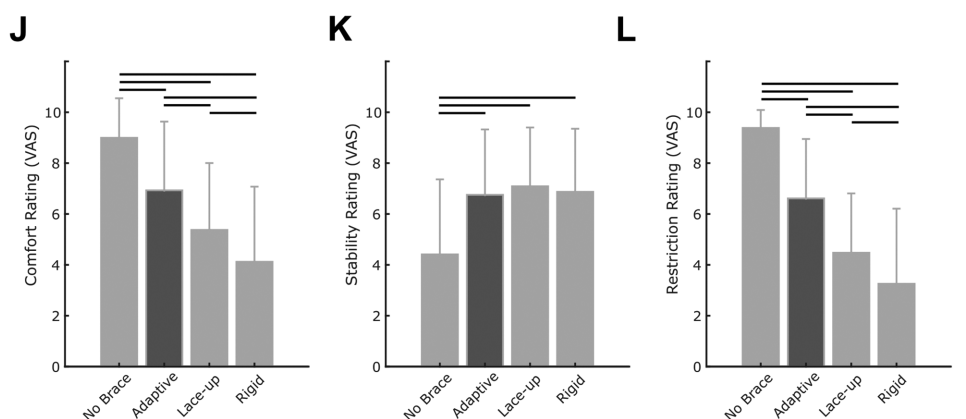 J
Comfort Rating (VAS)
10
8
6
4
2
0
No Brace
Adaptive
Lace-up
Rigid
K
Stability Rating (VAS)
10
8
6
4
2
0
No Brace
Adaptive
Lace-up
Rigid
L
Restriction Rating (VAS)
10
8
6
4
2
0
No Brace
Adaptive
Lace-up
Rigid